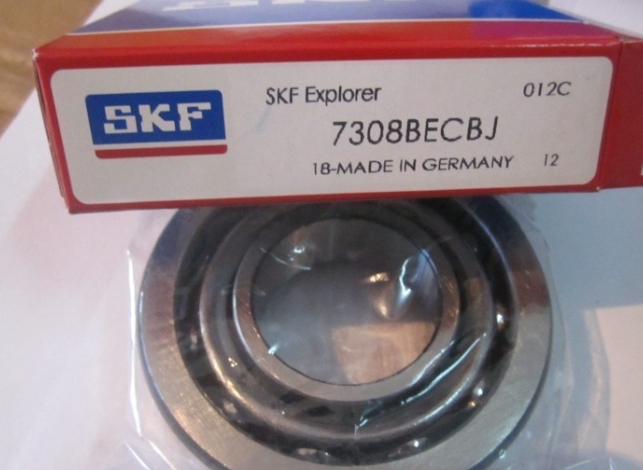 SKF
SKF Explorer
012C
7308BECBJ
18-MADE IN GERMANY 12